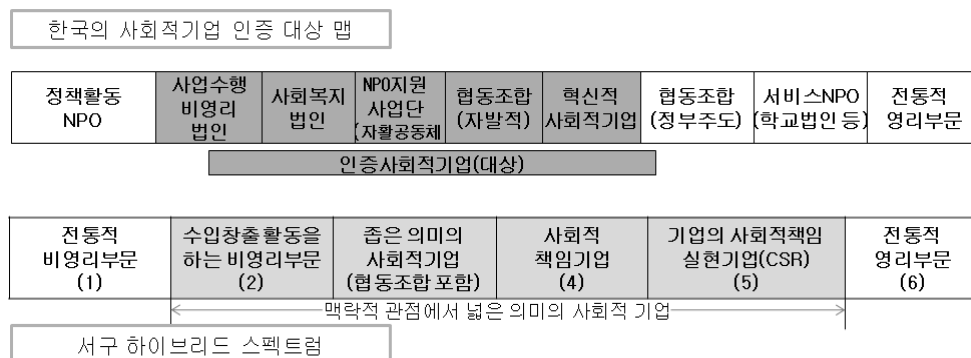 한국의 사회적기업 인증 대상 맵
정책활동
NPO
사업수행
비영리
법인
사회복지
법인
NPO지원
사업단
(자활공동체
협동조합
(자발적)
혁신적
사회적기업
협동조합
(정부주도)
서비스NPO
(학교법인 등)
전통적
영리부문
인증사회적기업(대상)
전통적
비영리부문
(1)
수입창출 활동을
하는 비영리부문
(2)
좁은 의미의
사회적기업
(협동조합 포함)
사회적
책임기업
(4)
기업의 사회적책임
실현기업(CSR)
(5)
전통적
영리부문
(6)
맥락적 관점에서 넓은 의미의 사회적 기업
서구 하이브리드 스펙트럼